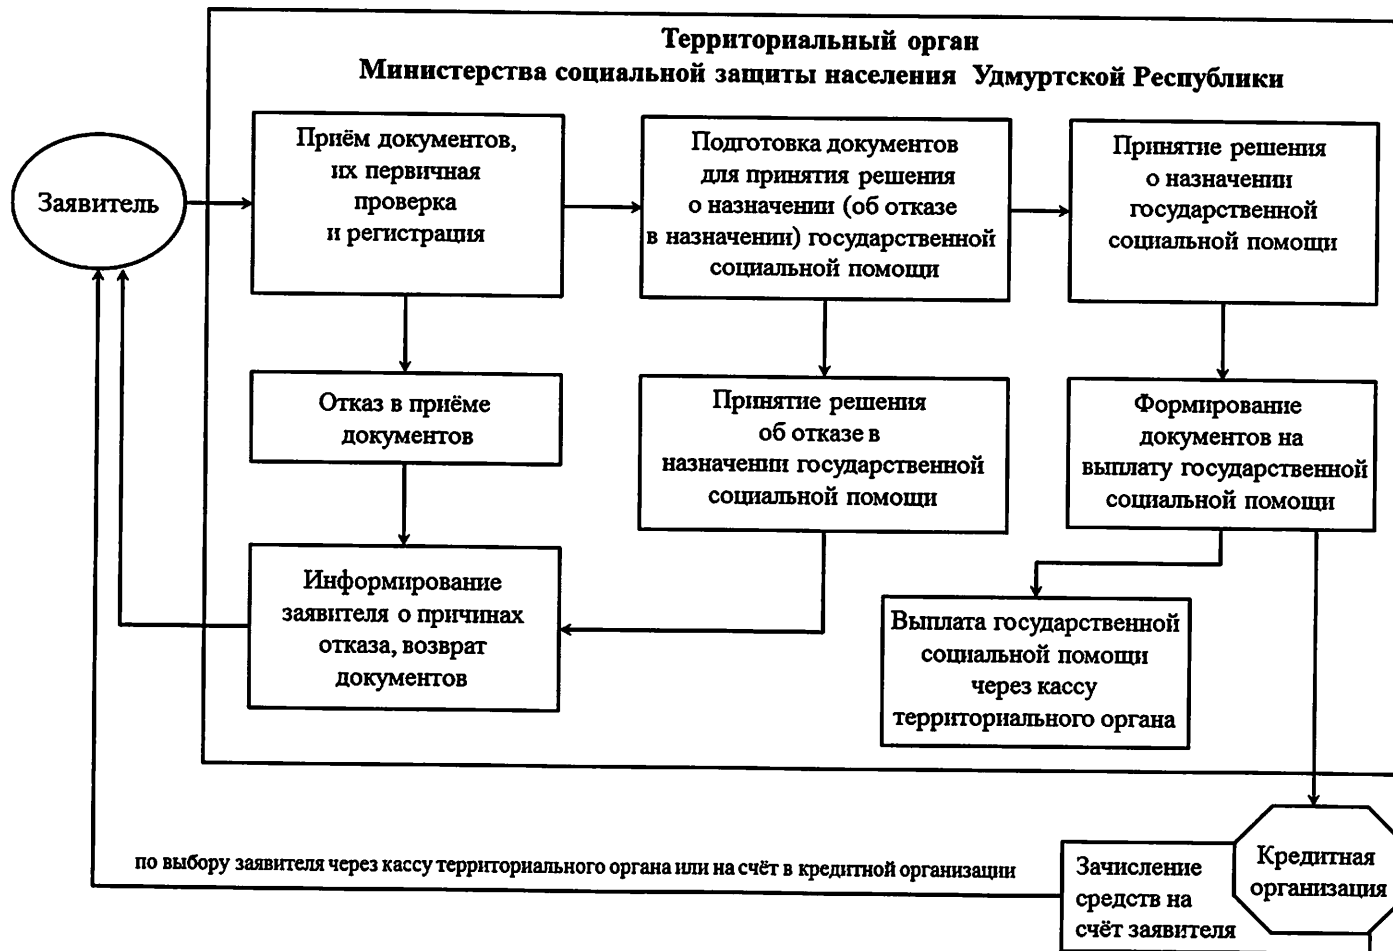 Территориальный орган
Министерства социальной защиты населения Удмуртской Республики
Заявитель
Приём документов,
их первичная
проверка
и регистрация
Подготовка документов
для принятия решения
о назначении (об отказе
в назначении) государственной
социальной помощи
Принятие решения
о назначении
государственной
социальной помощи
Отказ в приёме
документов
Принятие решения
об отказе в
назначении государственной
социальной помощи
Формирование
документов на
выплату государственной
социальной помощи
Информирование
заявителя о причинах
отказа, возврат
документов
Выплата государственной
социальной помощи
через кассу
территориального органа
по выбору заявителя через кассу территориального органа или на счёт в кредитной организации
Зачисление
средств на
счёт заявителя
Кредитная
организация